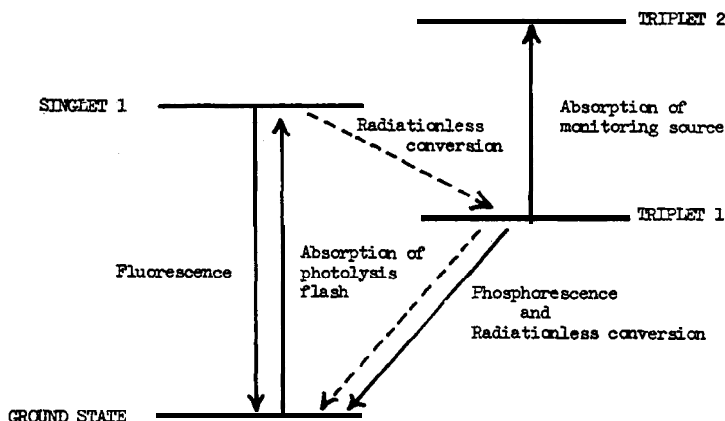 TRIPLET 2
SINGLET 1
Absorption of
monitoring source
Radiationless
conversion
TRIPLET 1
Fluorescence
Absorption of
photolysis
flash
Phosphorescence
and
Radiationless conversion
GROUND STATE